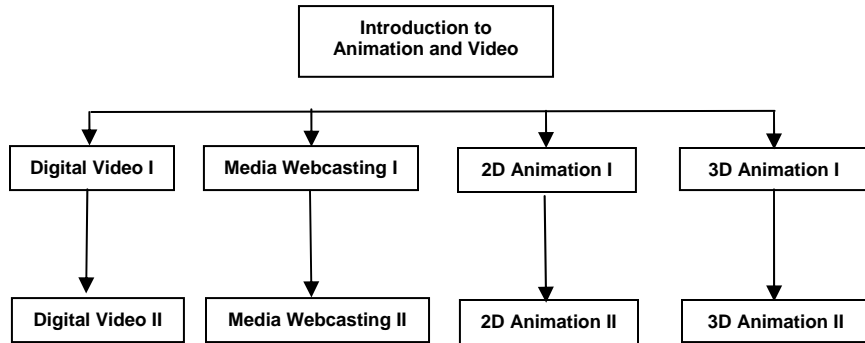 Introduction to
Animation and Video
Digital Video I
Media Webcasting I
2D Animation I
3D Animation I
Digital Video II
Media Webcasting II
2D Animation II
3D Animation II